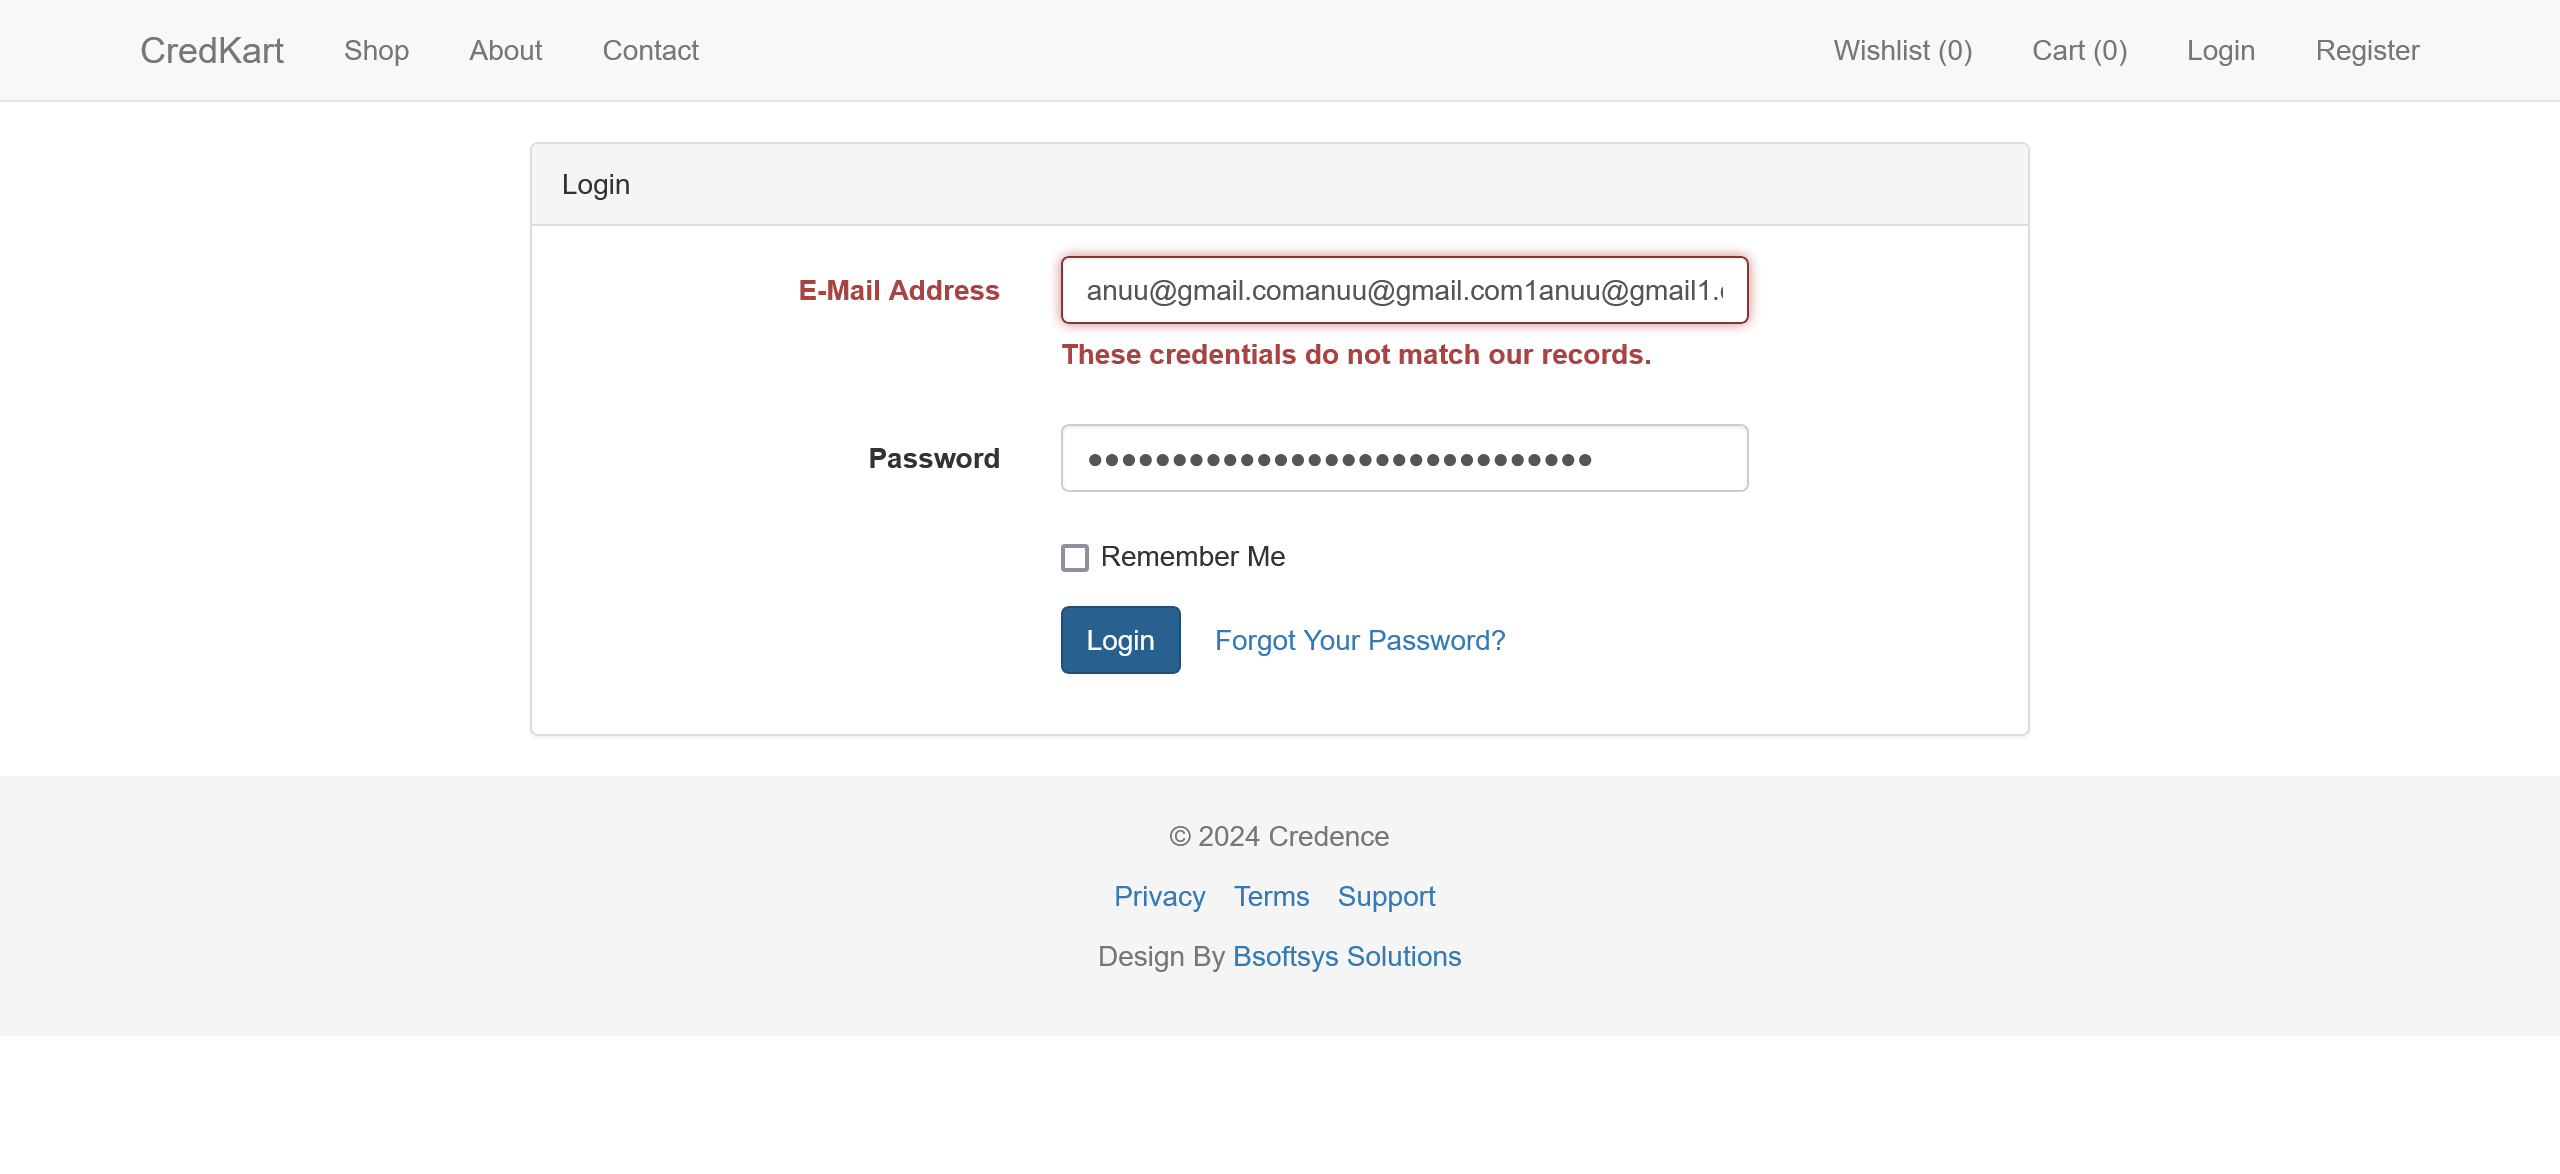 CredKart Shop About Contact Wishlist (0) Cart (0) Login Register
Login
E-Mail Address anuu@gmail.comanuu@gmail.com1anuu@gmail1.
These credentials do not match our records.
Password
Remember Me
Login Forgot Your Password?
© 2024 Credence
Privacy Terms Support
Design By Bsoftsys Solutions